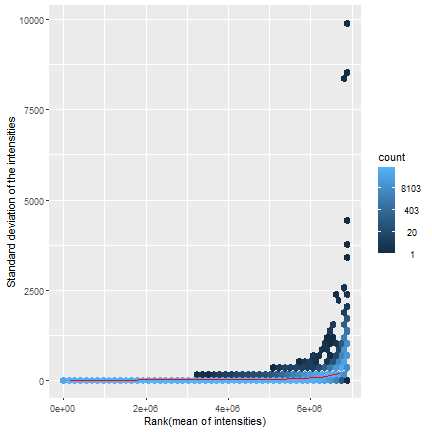 10000
7500
5000
2500
0
Standard deviation of the intensities
0e+00
2e+06
4e+06
6e+06
Rank(mean of intensities)
count
8103
403
20
1